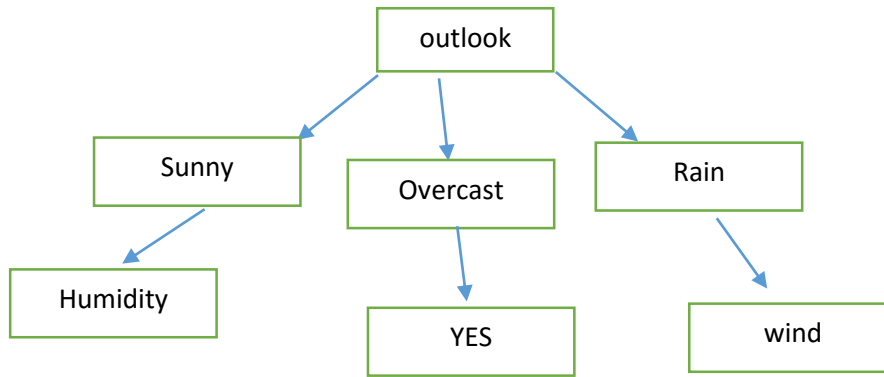 outlook
Sunny
Overcast
Rain
Humidity
YES
wind